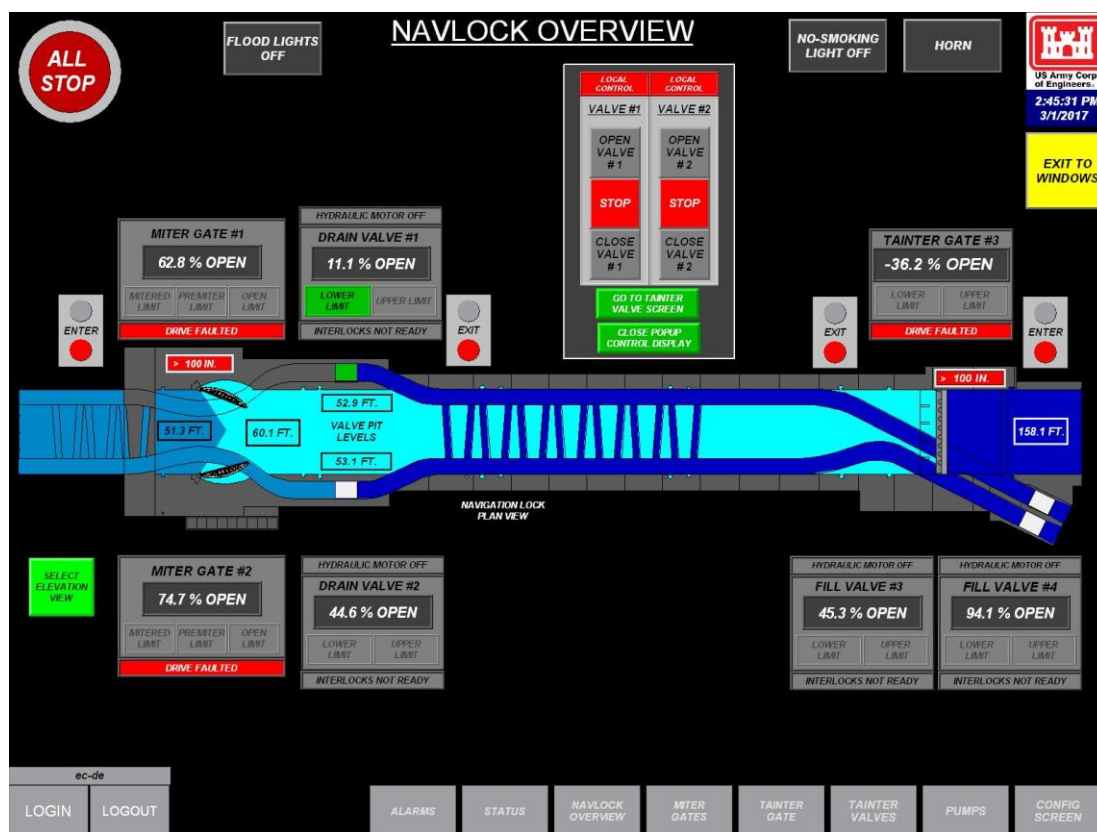 ALL
STOP
FLOOD LIGHTS
OFF
NAVLOCK OVERVIEW
NO-SMOKING
LIGHT OFF
HORN
US Army Corps
of Engineers®
2:45:31 PM
3/1/2017
EXIT TO
WINDOWS
LOCAL
CONTROL
LOCAL
CONTROL
VALVE #1
VALVE #2
OPEN
VALVE
# 1
OPEN
VALVE
# 2
STOP
STOP
CLOSE
VALVE
# 1
CLOSE
VALVE
# 2
GO TO TAINTER
VALVE SCREEN
CLOSE POPUP
CONTROL DISPLAY
MITER GATE #1
62.8 % OPEN
MITERED
LIMIT
PREMITER
LIMIT
OPEN
LIMIT
DRIVE FAULTED
HYDRAULIC MOTOR OFF
DRAIN VALVE #1
11.1 % OPEN
LOWER
LIMIT
UPPER LIMIT
INTERLOCKS NOT READY
TAINTER GATE #3
-36.2 % OPEN
LOWER
LIMIT
UPPER
LIMIT
DRIVE FAULTED
ENTER
EXIT
EXIT
ENTER
> 100 IN.
> 100 IN.
51.3 FT.
60.1 FT.
52.9 FT.
VALVE PIT
LEVELS
53.1 FT.
158.1 FT.
NAVIGATION LOCK
PLAN VIEW
SELECT
ELEVATION
VIEW
MITER GATE #2
74.7 % OPEN
MITERED
LIMIT
PREMITER
LIMIT
OPEN
LIMIT
DRIVE FAULTED
HYDRAULIC MOTOR OFF
DRAIN VALVE #2
44.6 % OPEN
LOWER
LIMIT
UPPER
LIMIT
INTERLOCKS NOT READY
HYDRAULIC MOTOR OFF
FILL VALVE #3
45.3 % OPEN
LOWER
LIMIT
UPPER
LIMIT
INTERLOCKS NOT READY
HYDRAULIC MOTOR OFF
FILL VALVE #4
94.1 % OPEN
LOWER
LIMIT
UPPER
LIMIT
INTERLOCKS NOT READY
ec-de
LOGIN
LOGOUT
ALARMS
STATUS
NAVLOCK
OVERVIEW
MITER
GATES
TAINTER
GATE
TAINTER
VALVES
PUMPS
CONFIG
SCREEN